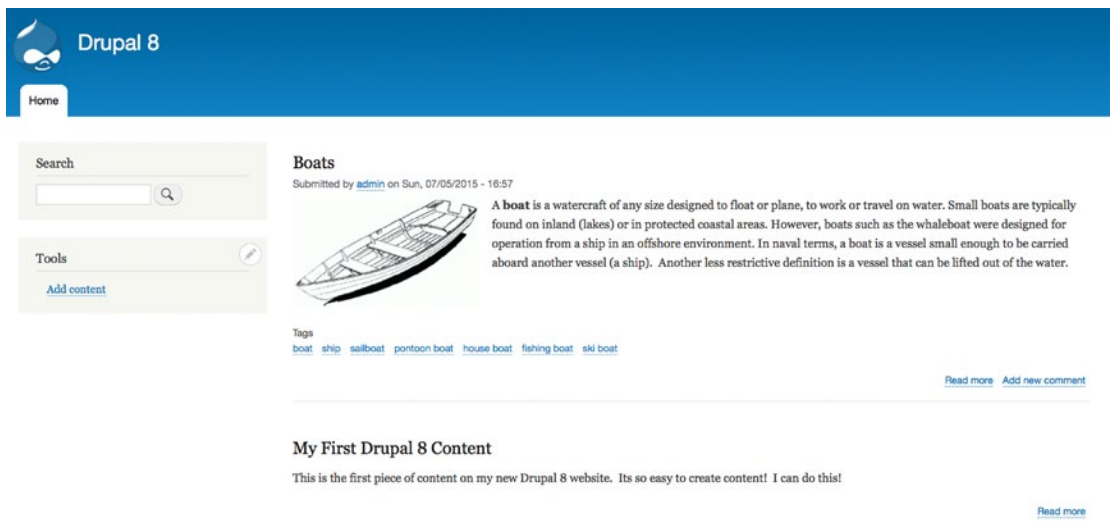 Drupal 8
Home
Search
Tools
Add content
Boats
Submitted by admin on Sun, 07/05/2015 - 16:57
A boat is a watercraft of any size designed to float or plane, to work or travel on water. Small boats are typically
found on inland (lakes) or in protected coastal areas. However, boats such as the whaleboat were designed for
operation from a ship in an offshore environment. In naval terms, a boat is a vessel small enough to be carried
aboard another vessel (a ship). Another less restrictive definition is a vessel that can be lifted out of the water.
Tags
boat ship sailboat pontoon boat house boat fishing boat ski boat
Read more Add new comment
My First Drupal 8 Content
This is the first piece of content on my new Drupal 8 website. Its so easy to create content! I can do this!
Read more